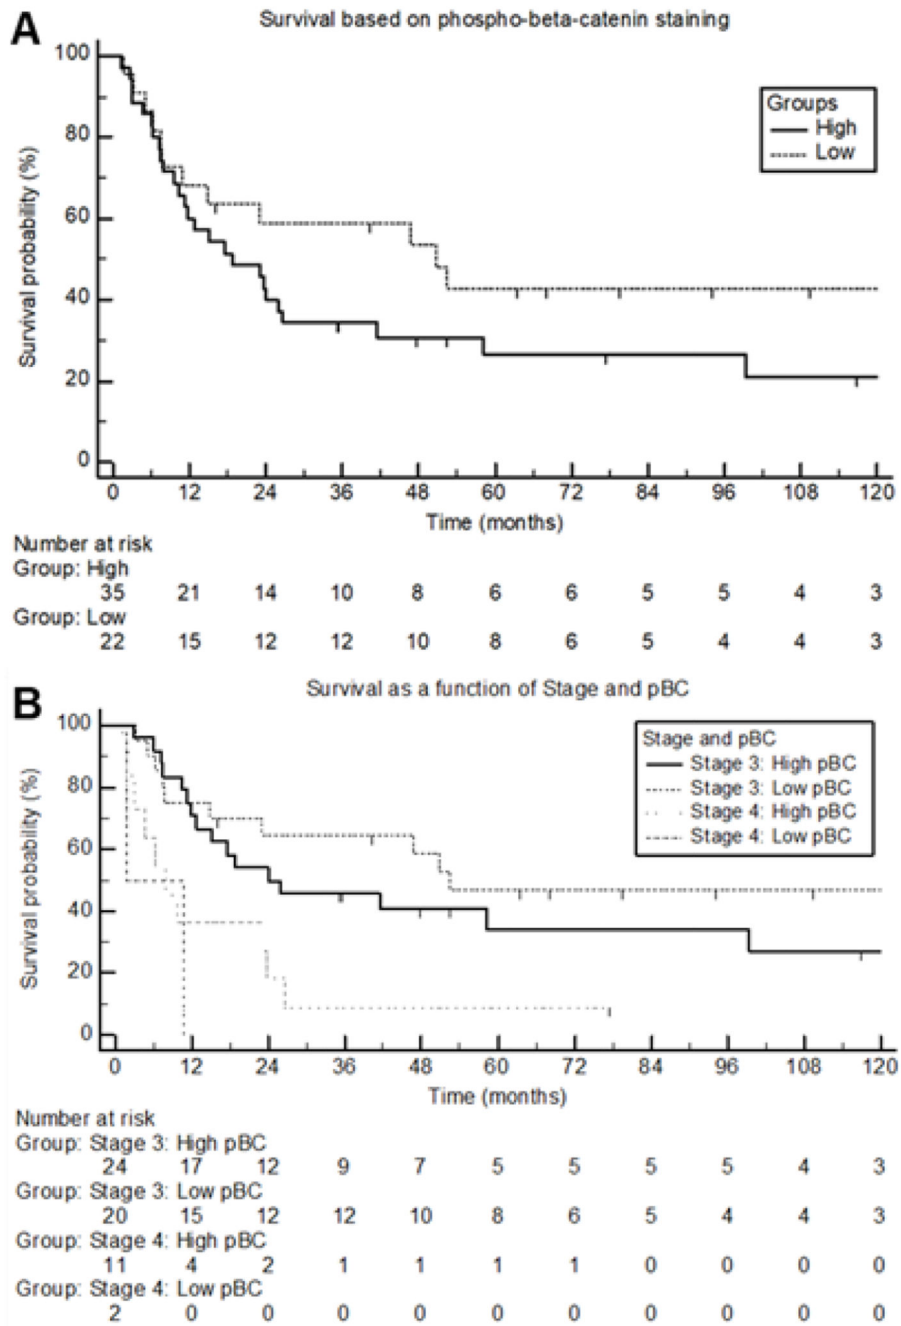 A
Survival based on phospho-beta-catenin staining
Survival probability (%)
100
80
60
40
20
0
Groups
High
Low
0 12 24 36 48 60 72 84 96 108 120
Time (months)
Number at risk
Group: High
35 21 14 10 8 6 6 5 5 4 3
Group: Low
22 15 12 12 10 8 6 5 4 4 3
B
Survival as a function of Stage and pBC
Survival probability (%)
100
80
60
40
20
0
Stage and pBC
Stage 3: High pBC
Stage 3: Low pBC
Stage 4: High pBC
Stage 4: Low pBC
0 12 24 36 48 60 72 84 96 108 120
Time (months)
Number at risk
Group: Stage 3: High pBC
24 17 12 9 7 5 5 5 5 4 3
Group: Stage 3: Low pBC
20 15 12 12 10 8 6 5 4 4 3
Group: Stage 4: High pBC
11 4 2 1 1 1 1 0 0 0 0
Group: Stage 4: Low pBC
2 0 0 0 0 0 0 0 0 0 0